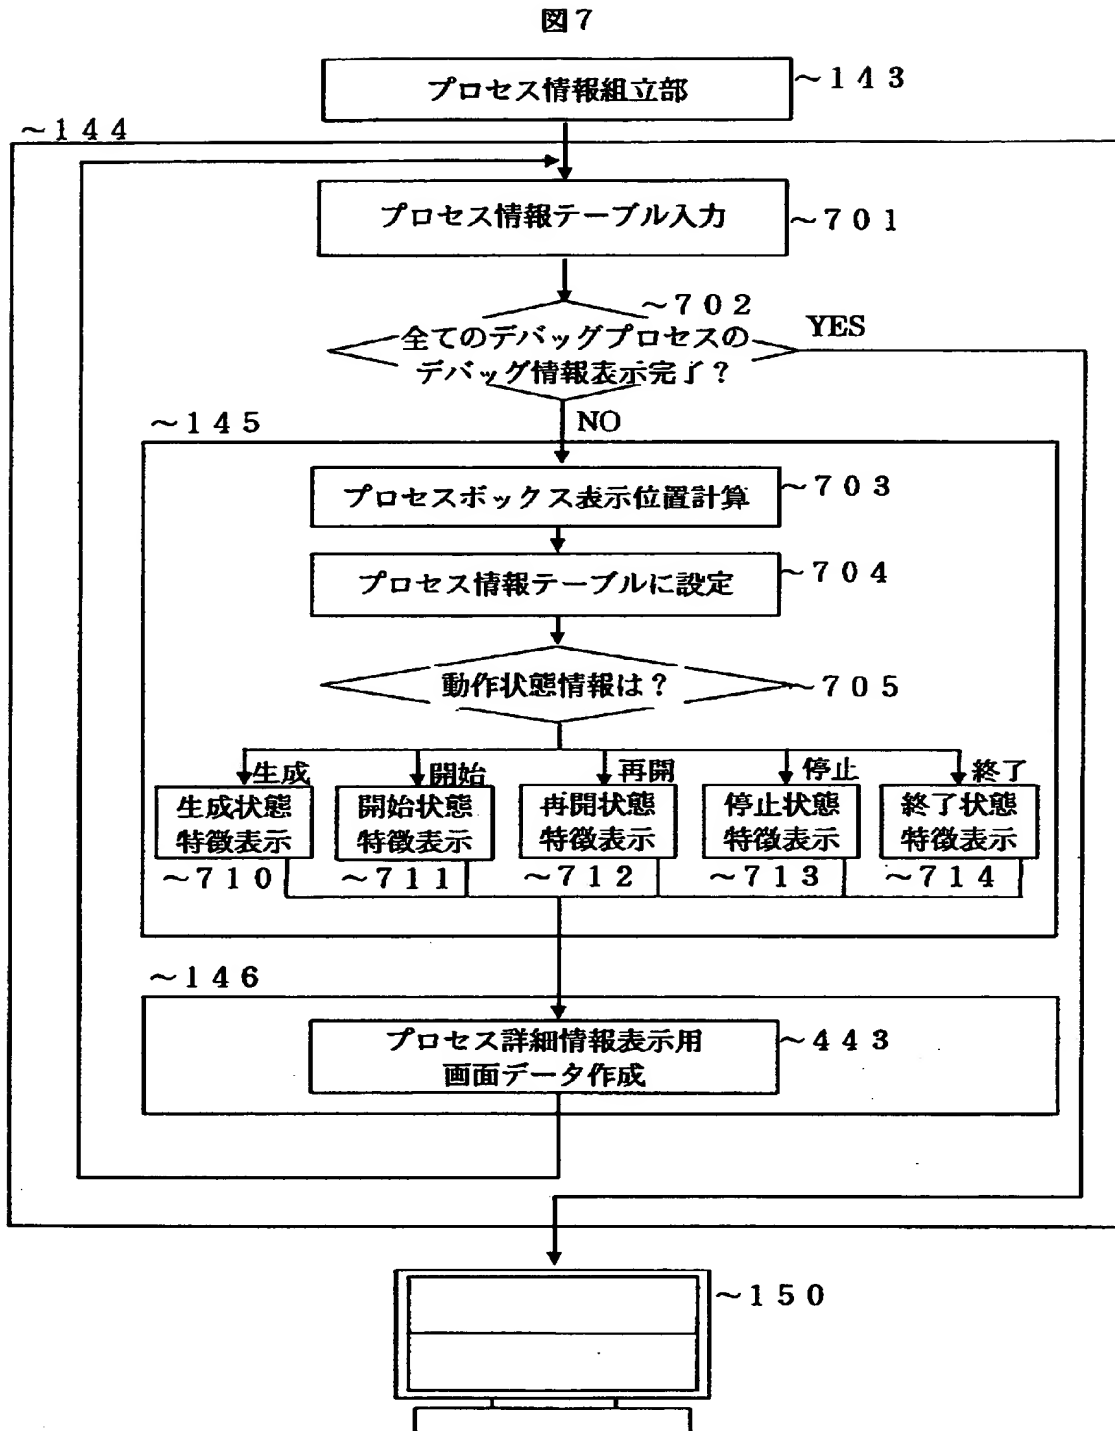 図7
プロセス情報組立部
~143
~144
プロセス情報テーブル入力
~701
~702
全てのデバッグプロセスの
デバッグ情報表示完了?
YES
NO
~145
プロセスボックス表示位置計算
~703
プロセス情報テーブルに設定
~704
動作状態情報は?
~705
生成
開始
再開
停止
終了
生成状態
特徴表示
開始状態
特徴表示
再開状態
特徴表示
停止状態
特徴表示
終了状態
特徴表示
~710
~711
~712
~713
~714
~146
プロセス詳細情報表示用
画面データ作成
~443
~150